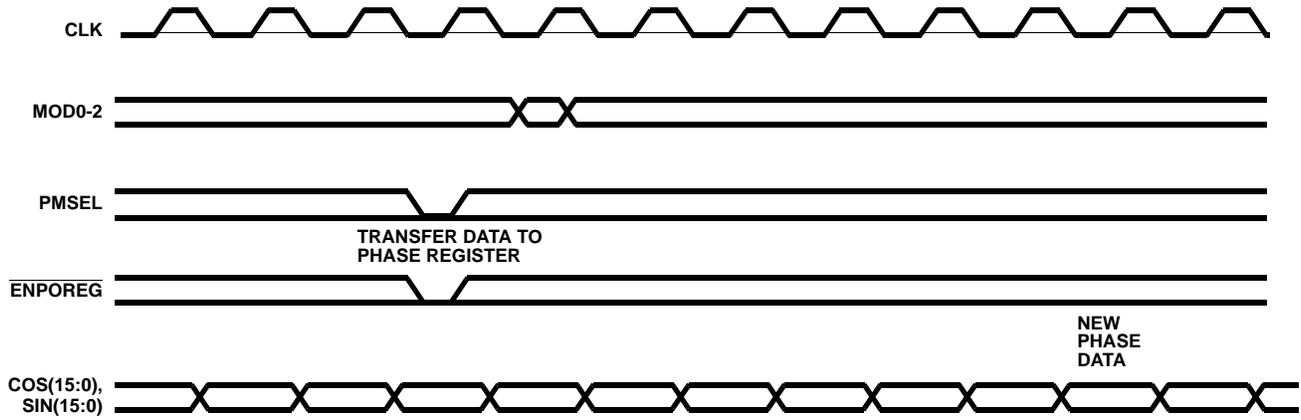 CLK
MOD0-2
PMSEL
TRANSFER DATA TO
PHASE REGISTER
ENPOREG
NEW
PHASE
DATA
COS(15:0),
SIN(15:0)